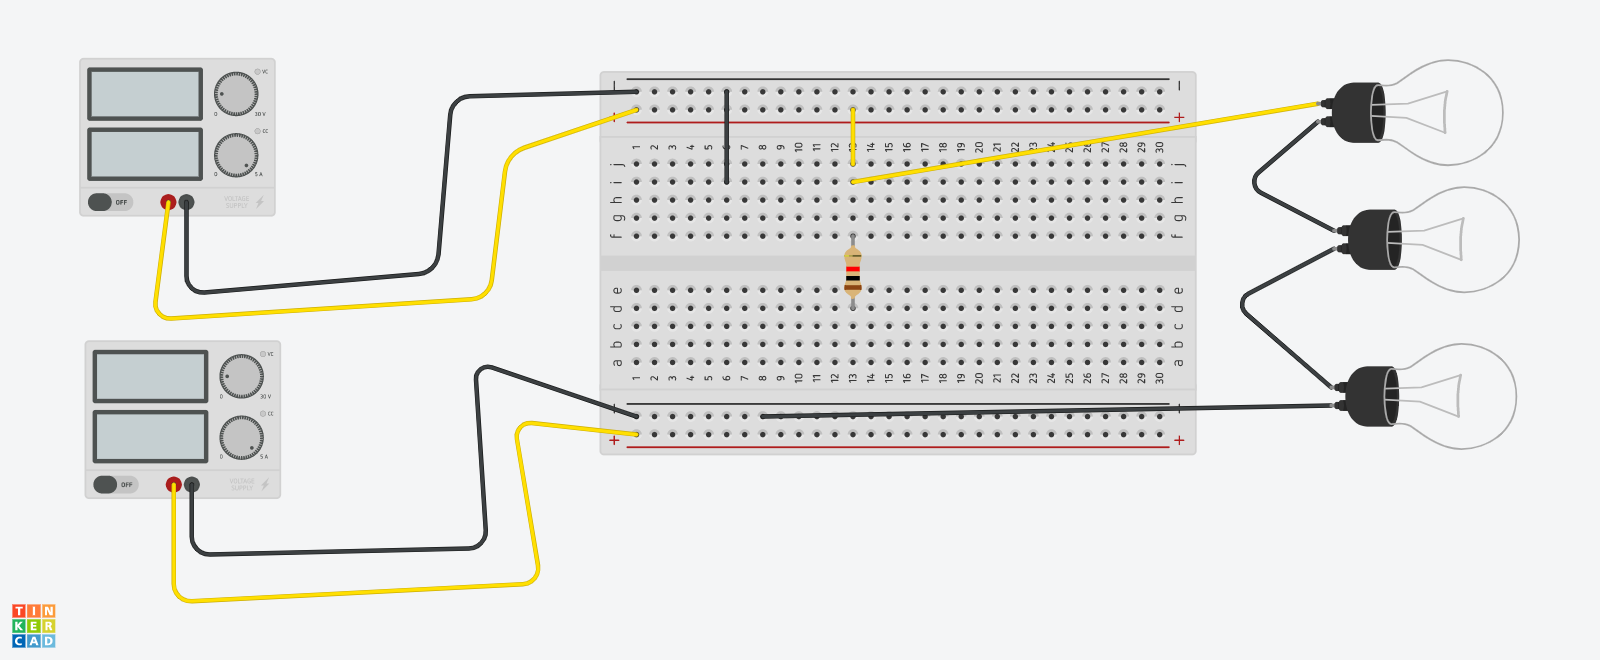 VC
0 30 V
CC
0 5 A
OFF
VOLTAGE
SUPPLY
VC
0 30 V
CC
0 5 A
OFF
VOLTAGE
SUPPLY
− −
+ +
1 2 3 4 5 6 7 8 9 10 11 12 13 14 15 16 17 18 19 20 21 22 23 24 25 26 27 28 29 30
j j
i i
h h
g g
f f
e e
d d
c c
b b
a a
1 2 3 4 5 6 7 8 9 10 11 12 13 14 15 16 17 18 19 20 21 22 23 24 25 26 27 28 29 30
− −
+ +
TIN
KER
CAD